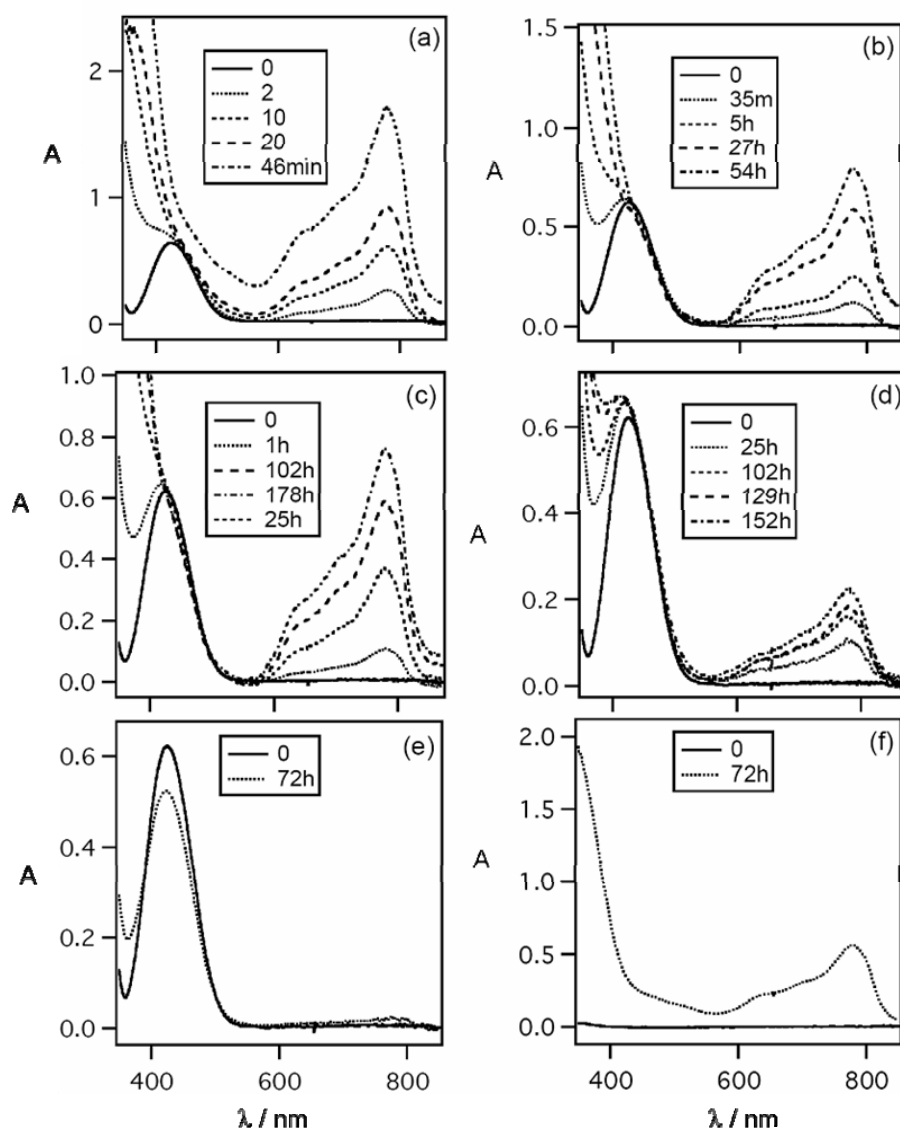 (a)
0
2
10
20
46min
2
1
0
A
(b)
0
35m
5h
27h
54h
1.5
1.0
0.5
0.0
A
(c)
0
1h
102h
178h
25h
1.0
0.8
0.6
0.4
0.2
0.0
A
(d)
0
25h
102h
129h
152h
0.6
0.4
0.2
0.0
A
(e)
0
72h
0.6
0.4
0.2
0.0
A
400 600 800
λ / nm
(f)
0
72h
2.0
1.5
1.0
0.5
0.0
A
400 600 800
λ / nm